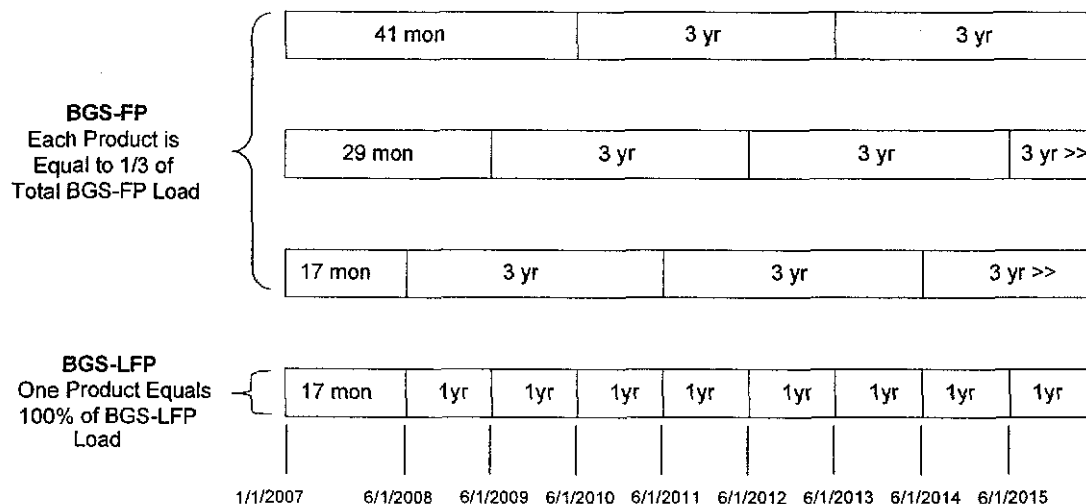 41 mon 3 yr 3 yr
BGS-FP
Each Product is
Equal to 1/3 of
Total BGS-FP Load
29 mon 3 yr 3 yr 3 yr >>
17 mon 3 yr 3 yr 3 yr >>
BGS-LFP
One Product Equals
100% of BGS-LFP
Load
17 mon 1yr 1yr 1yr 1yr 1yr 1yr 1yr 1yr
1/1/2007 6/1/2008 6/1/2009 6/1/2010 6/1/2011 6/1/2012 6/1/2013 6/1/2014 6/1/2015